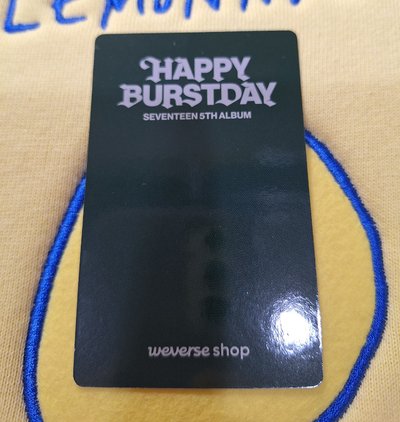 HAPPY
BURSTDAY
SEVENTEEN 5TH ALBUM
weverse shop